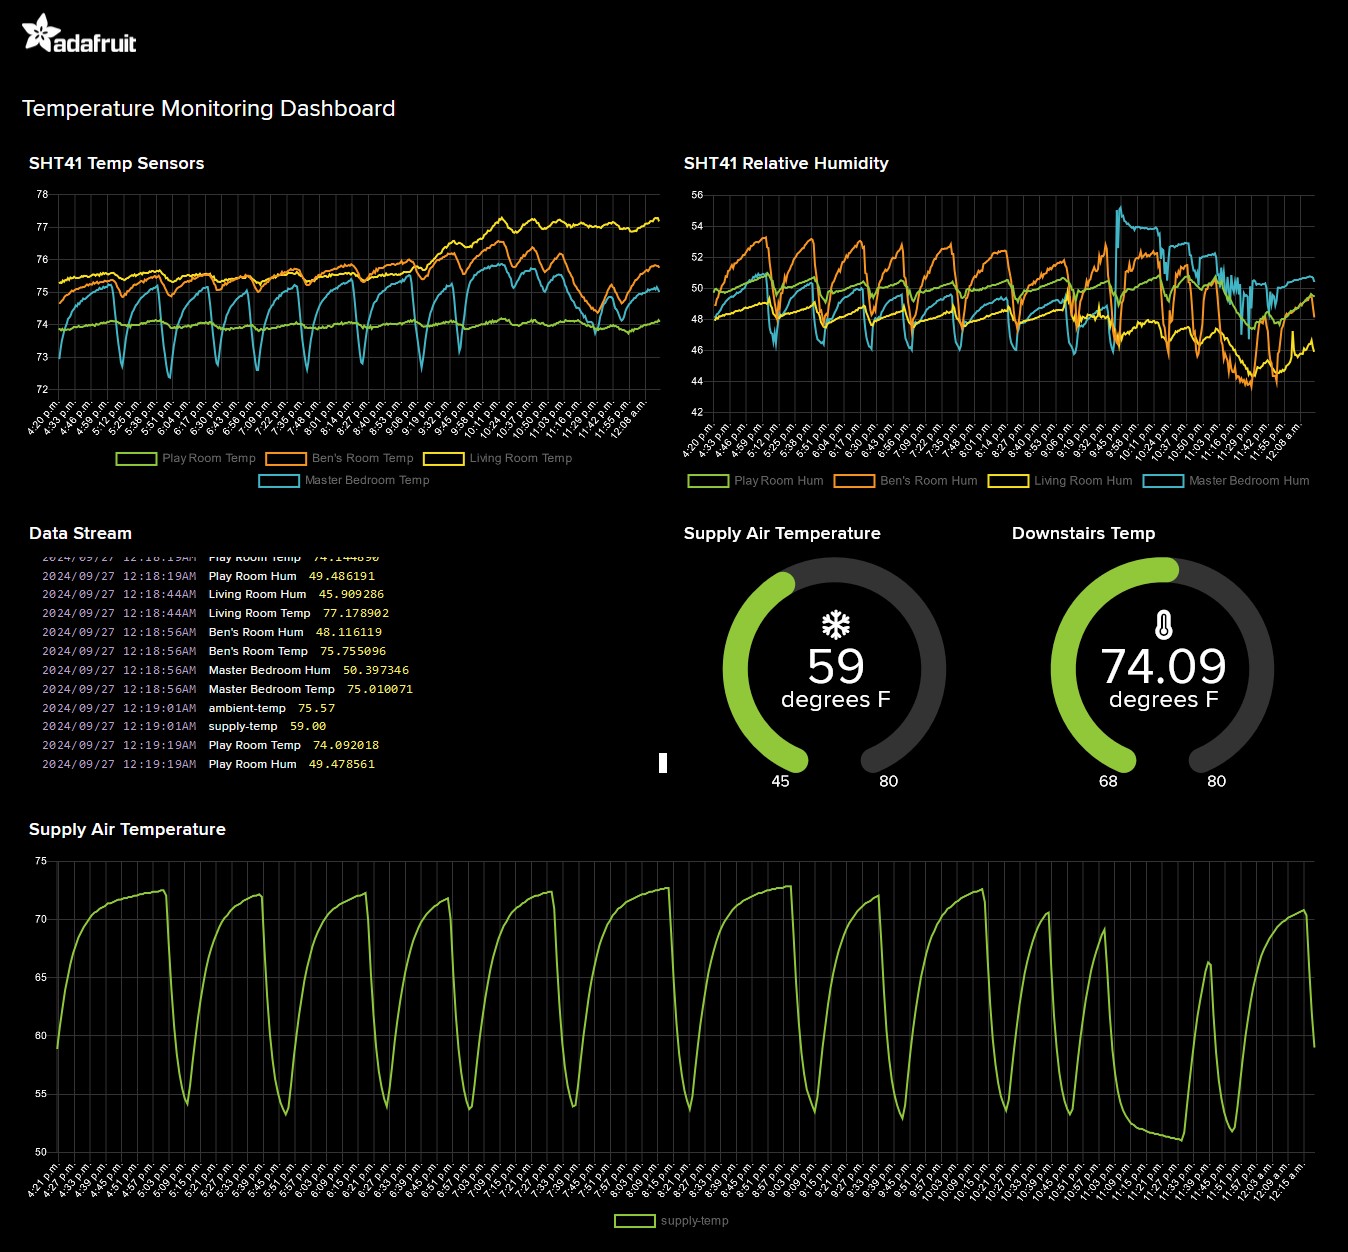 adafruit
Temperature Monitoring Dashboard
SHT41 Temp Sensors
78
77
76
75
74
73
72
4:20 p.m. 4:33 p.m. 4:46 p.m. 4:59 p.m. 5:12 p.m. 5:25 p.m. 5:38 p.m. 5:51 p.m. 6:04 p.m. 6:17 p.m. 6:30 p.m. 6:43 p.m. 6:56 p.m. 7:09 p.m. 7:22 p.m. 7:35 p.m. 7:48 p.m. 8:01 p.m. 8:14 p.m. 8:27 p.m. 8:40 p.m. 8:53 p.m. 9:06 p.m. 9:19 p.m. 9:32 p.m. 9:45 p.m. 9:58 p.m. 10:11 p.m. 10:24 p.m. 10:37 p.m. 10:50 p.m. 11:03 p.m. 11:16 p.m. 11:29 p.m. 11:42 p.m. 11:55 p.m. 12:08 a.m.
Play Room Temp Ben's Room Temp Living Room Temp
Master Bedroom Temp
SHT41 Relative Humidity
56
54
52
50
48
46
44
42
4:20 p.m. 4:33 p.m. 4:46 p.m. 4:59 p.m. 5:12 p.m. 5:25 p.m. 5:38 p.m. 5:51 p.m. 6:04 p.m. 6:17 p.m. 6:30 p.m. 6:43 p.m. 6:56 p.m. 7:09 p.m. 7:22 p.m. 7:35 p.m. 7:48 p.m. 8:01 p.m. 8:14 p.m. 8:27 p.m. 8:40 p.m. 8:53 p.m. 9:06 p.m. 9:19 p.m. 9:32 p.m. 9:45 p.m. 9:58 p.m. 10:11 p.m. 10:24 p.m. 10:37 p.m. 10:50 p.m. 11:03 p.m. 11:16 p.m. 11:29 p.m. 11:42 p.m. 11:55 p.m. 12:08 a.m.
Play Room Hum Ben's Room Hum Living Room Hum Master Bedroom Hum
Data Stream
2024/09/27 12:18:19AM Play Room Temp 74.144890
2024/09/27 12:18:19AM Play Room Hum 49.486191
2024/09/27 12:18:44AM Living Room Hum 45.909286
2024/09/27 12:18:44AM Living Room Temp 77.178902
2024/09/27 12:18:56AM Ben's Room Hum 48.116119
2024/09/27 12:18:56AM Ben's Room Temp 75.755096
2024/09/27 12:18:56AM Master Bedroom Hum 50.397346
2024/09/27 12:18:56AM Master Bedroom Temp 75.010071
2024/09/27 12:19:01AM ambient-temp 75.57
2024/09/27 12:19:01AM supply-temp 59.00
2024/09/27 12:19:19AM Play Room Temp 74.092018
2024/09/27 12:19:19AM Play Room Hum 49.478561
Supply Air Temperature
59
degrees F
45 80
Downstairs Temp
74.09
degrees F
68 80
Supply Air Temperature
75
70
65
60
55
50
4:21 p.m. 4:27 p.m. 4:33 p.m. 4:39 p.m. 4:45 p.m. 4:51 p.m. 4:57 p.m. 5:03 p.m. 5:09 p.m. 5:15 p.m. 5:21 p.m. 5:27 p.m. 5:33 p.m. 5:39 p.m. 5:45 p.m. 5:51 p.m. 5:57 p.m. 6:03 p.m. 6:09 p.m. 6:15 p.m. 6:21 p.m. 6:27 p.m. 6:33 p.m. 6:39 p.m. 6:45 p.m. 6:51 p.m. 6:57 p.m. 7:03 p.m. 7:09 p.m. 7:15 p.m. 7:21 p.m. 7:27 p.m. 7:33 p.m. 7:39 p.m. 7:45 p.m. 7:51 p.m. 7:57 p.m. 8:03 p.m. 8:09 p.m. 8:15 p.m. 8:21 p.m. 8:27 p.m. 8:33 p.m. 8:39 p.m. 8:45 p.m. 8:51 p.m. 8:57 p.m. 9:03 p.m. 9:09 p.m. 9:15 p.m. 9:21 p.m. 9:27 p.m. 9:33 p.m. 9:39 p.m. 9:45 p.m. 9:51 p.m. 9:57 p.m. 10:03 p.m. 10:09 p.m. 10:15 p.m. 10:21 p.m. 10:27 p.m. 10:33 p.m. 10:39 p.m. 10:45 p.m. 10:51 p.m. 10:57 p.m. 11:03 p.m. 11:09 p.m. 11:15 p.m. 11:21 p.m. 11:27 p.m. 11:33 p.m. 11:39 p.m. 11:45 p.m. 11:51 p.m. 11:57 p.m. 12:03 a.m. 12:09 a.m. 12:15 a.m.
supply-temp